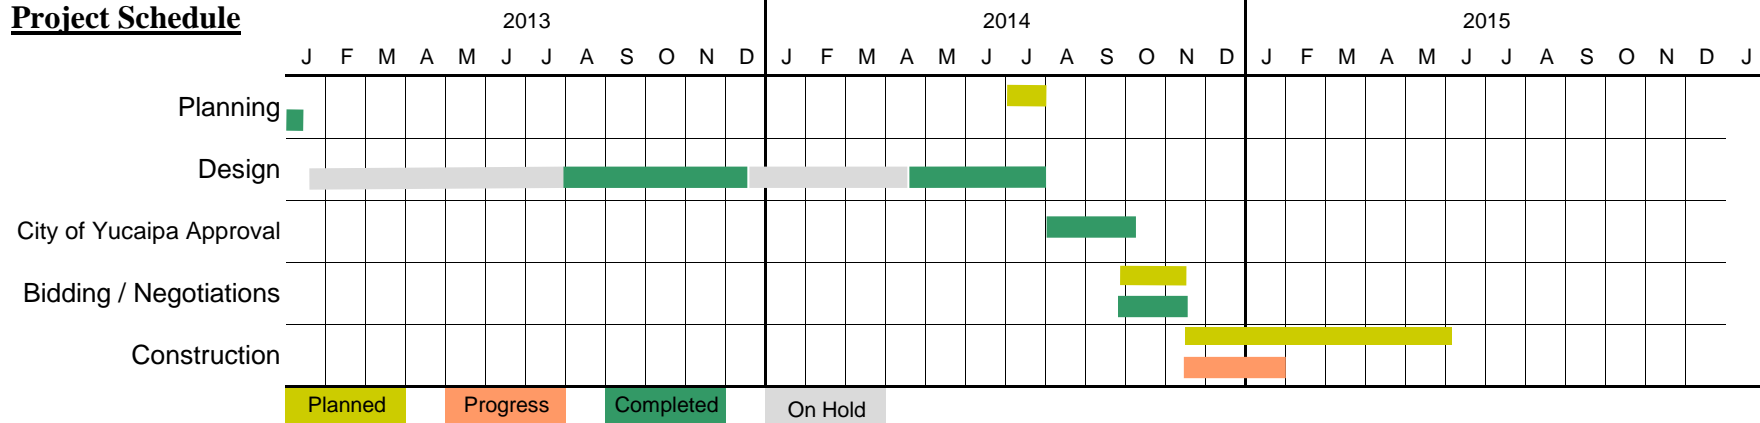 Project Schedule
2013 2014 2015
J F M A M J J A S O N D J F M A M J J A S O N D J F M A M J J A S O N D J
Planning
Design
City of Yucaipa Approval
Bidding / Negotiations
Construction
Planned Progress Completed On Hold